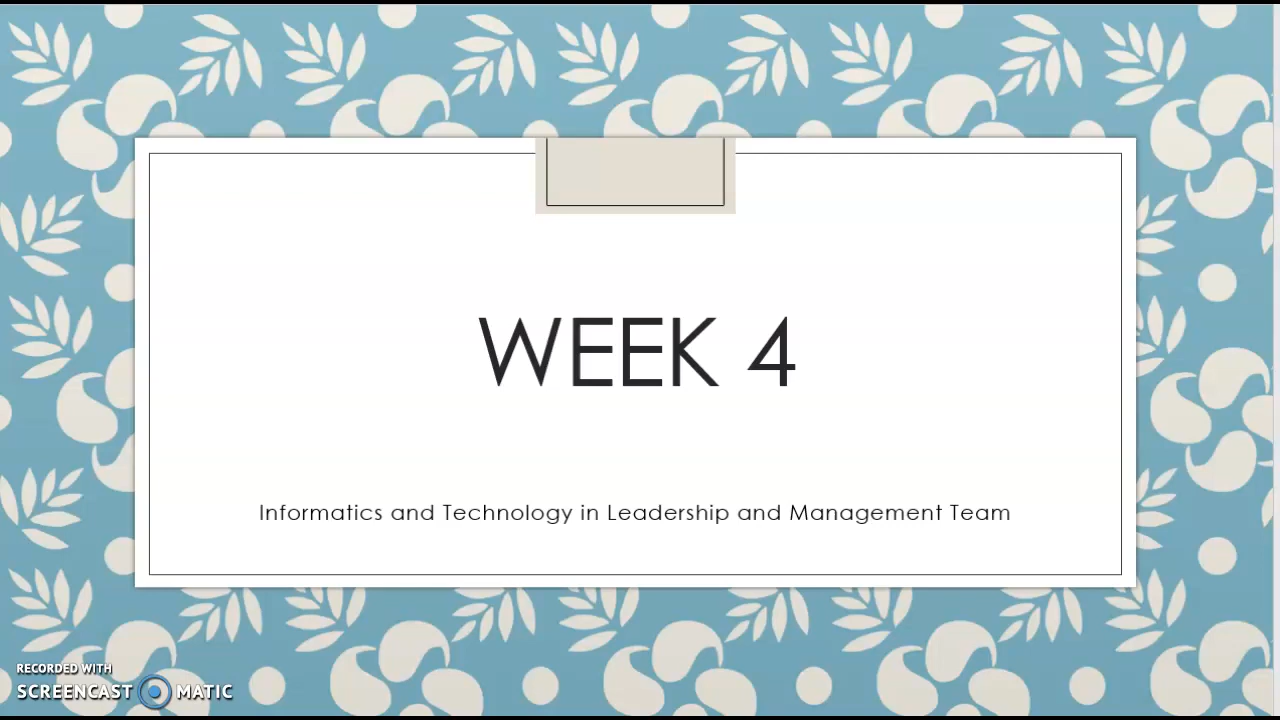 WEEK 4
Informatics and Technology in Leadership and Management Team
RECORDED WITH
SCREENCAST MATIC